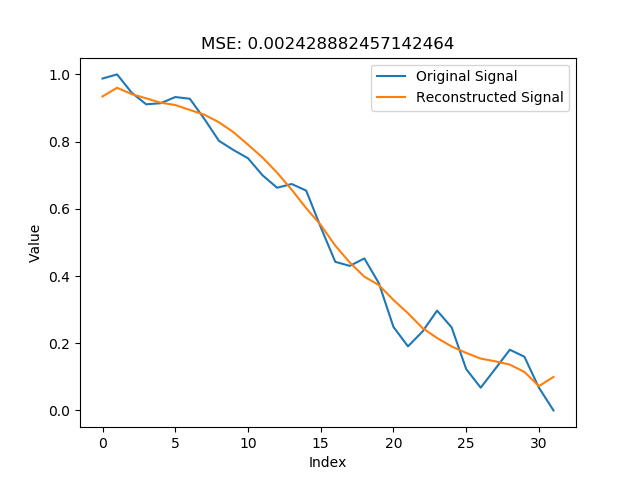 MSE: 0.002428882457142464
Original Signal
Reconstructed Signal
1.0
0.8
0.6
0.4
0.2
0.0
Value
0 5 10 15 20 25 30
Index